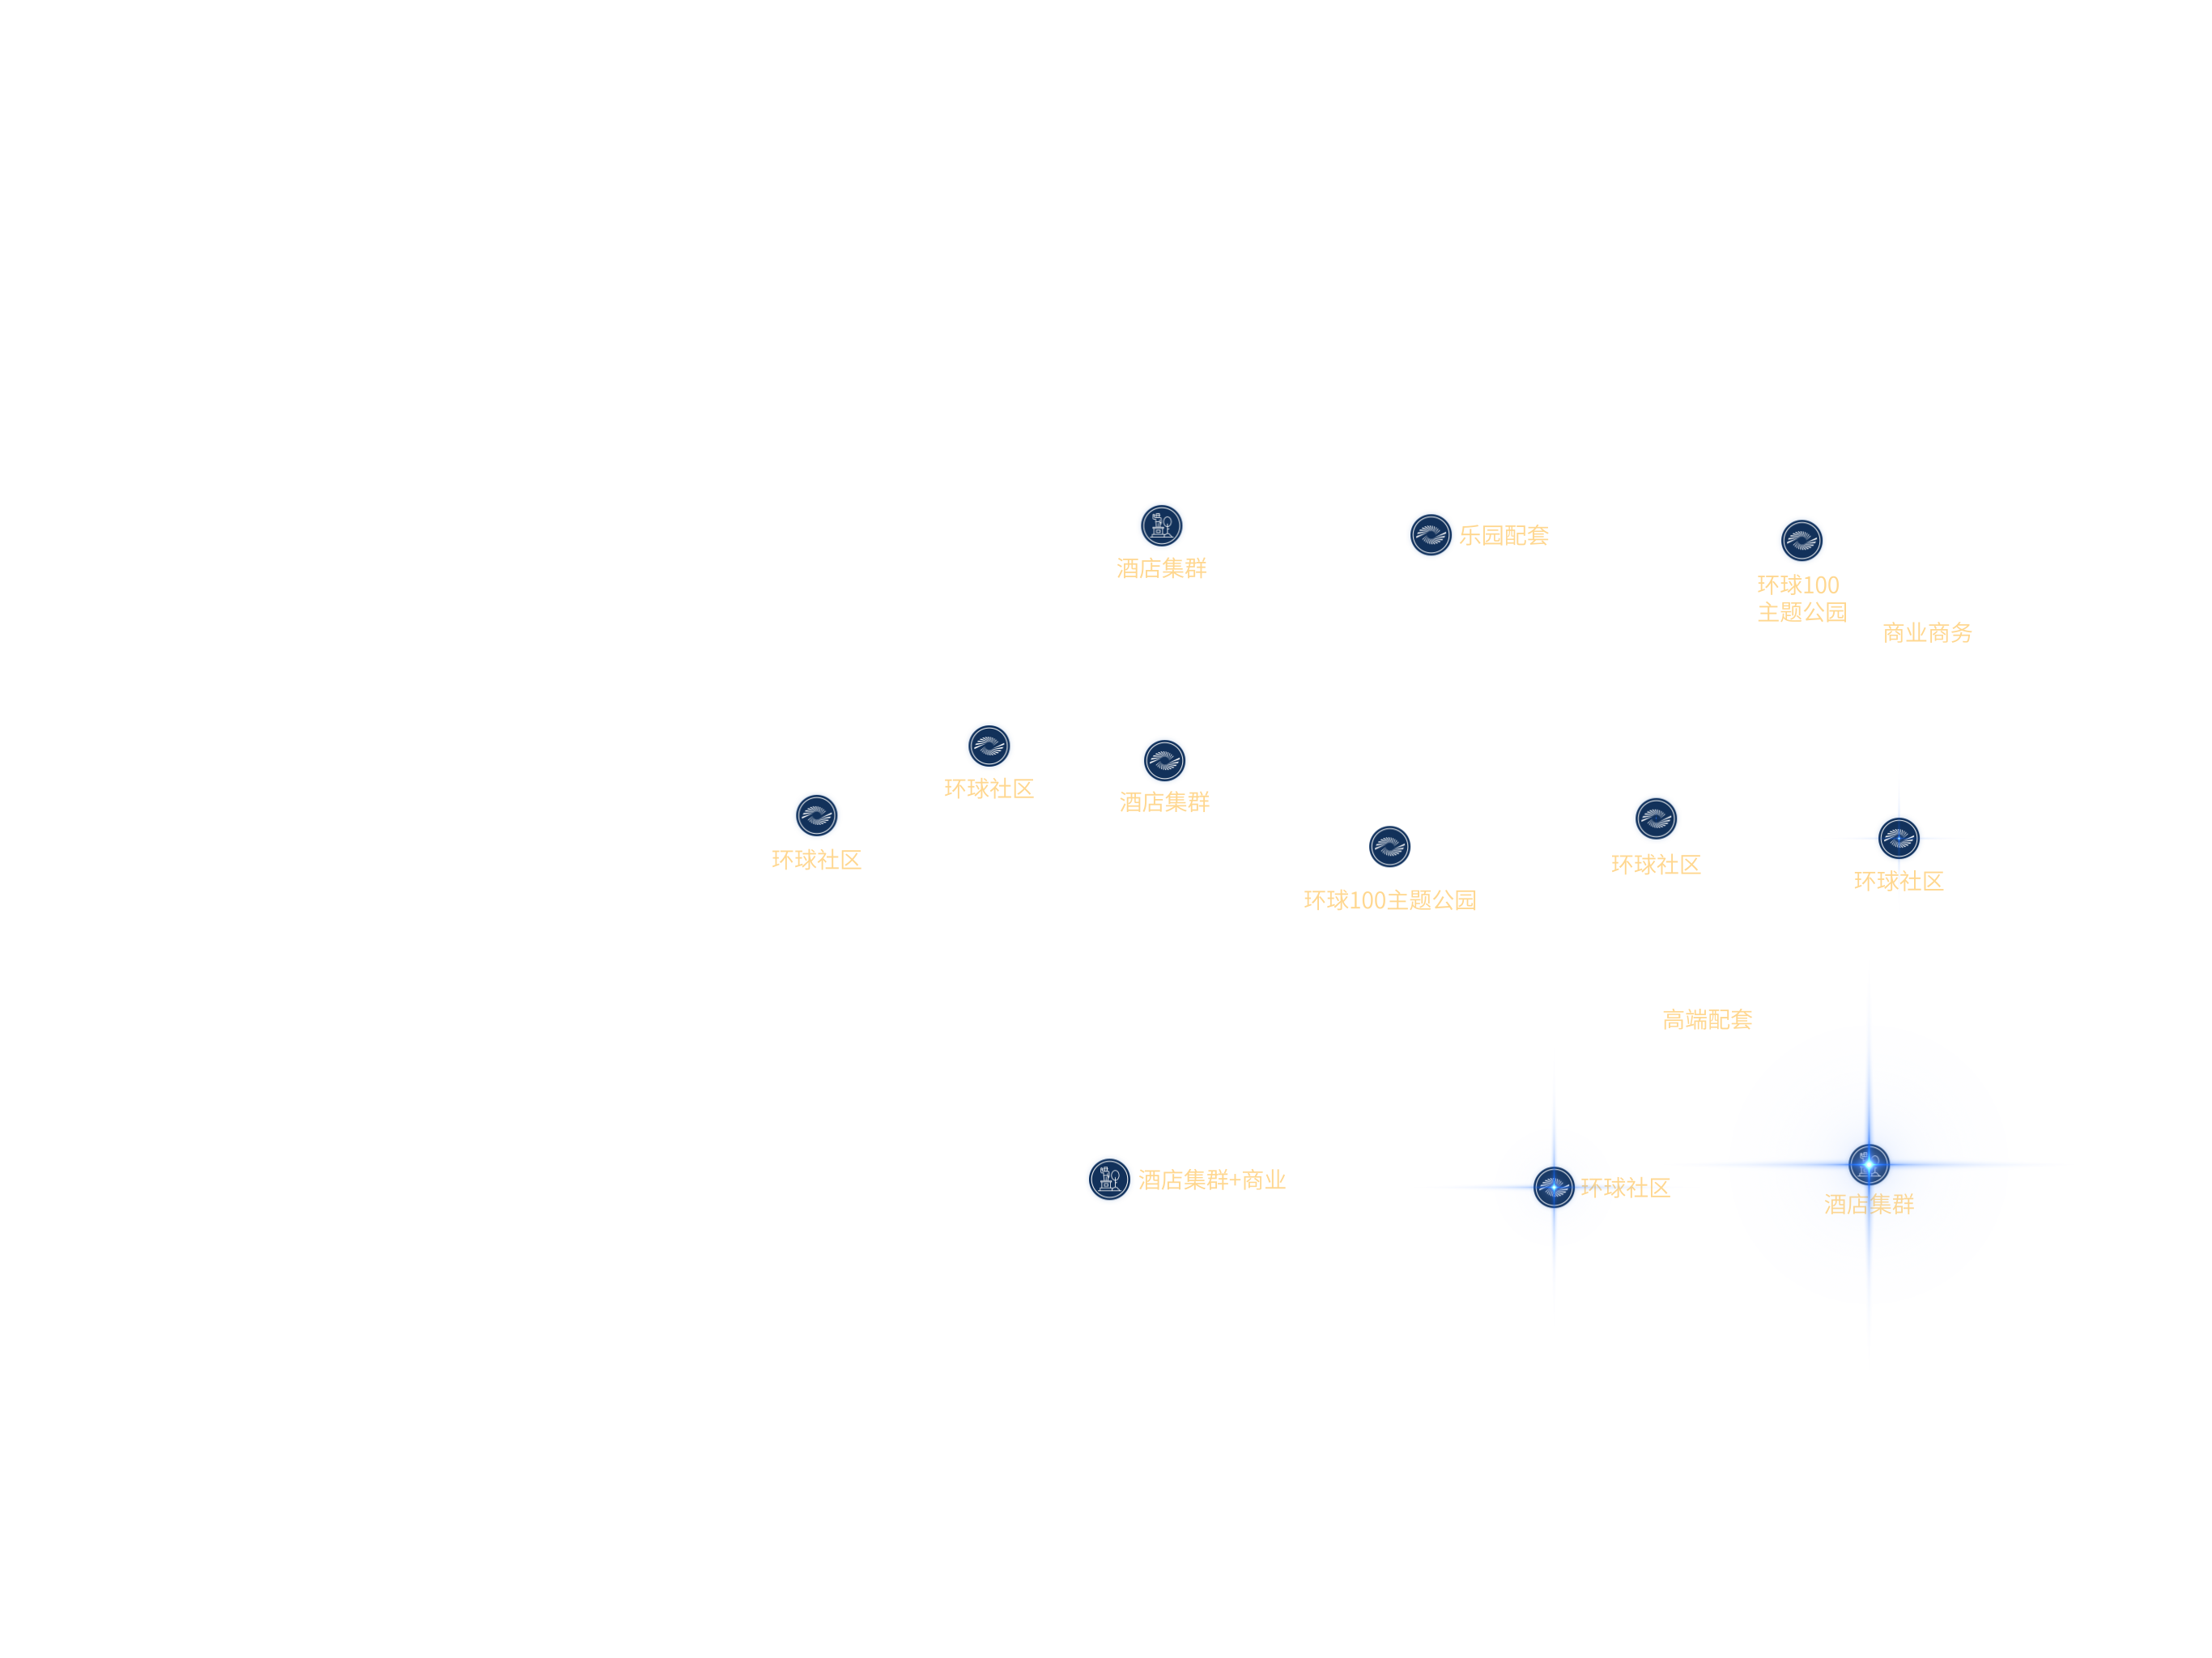 酒店集群
乐园配套
环球100
主题公园
商业商务
环球社区
酒店集群
环球社区
环球社区
环球社区
环球100主题公园
高端配套
酒店集群+商业
环球社区
酒店集群